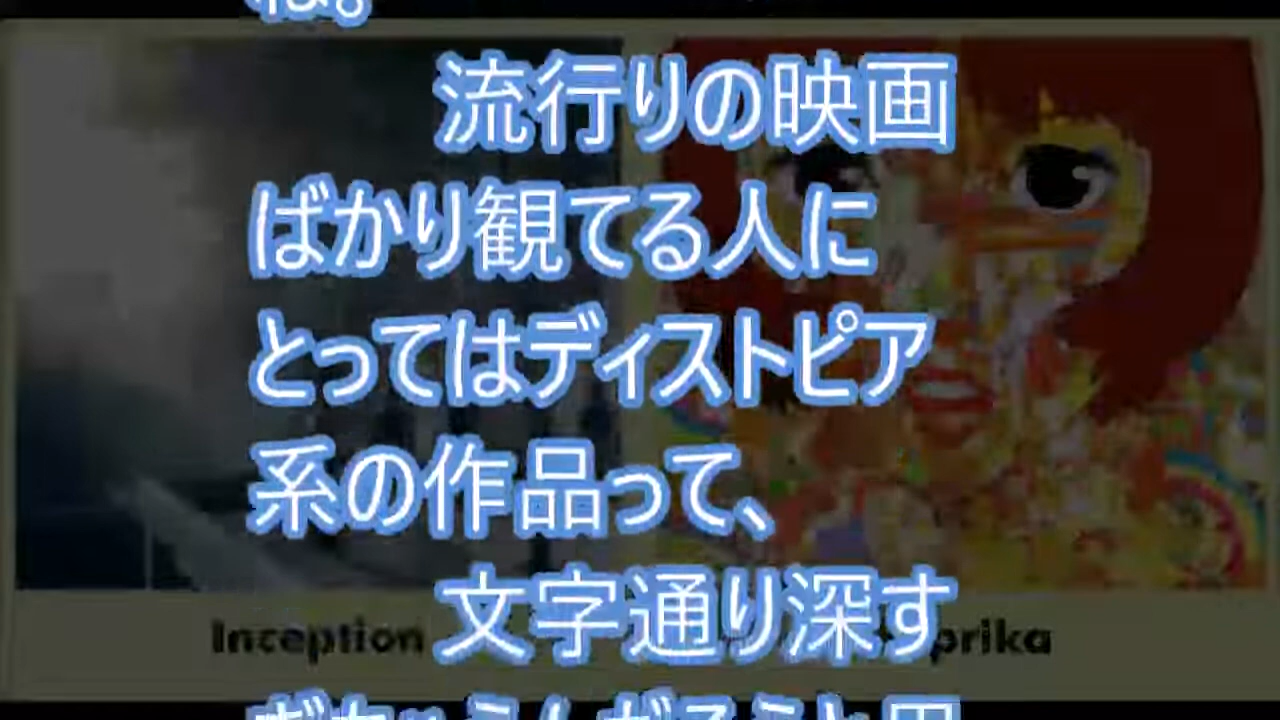 ね。
流行りの映画
ばかり観てる人に
とってはディストピア
系の作品って、
文字通り深す
Inception
prika